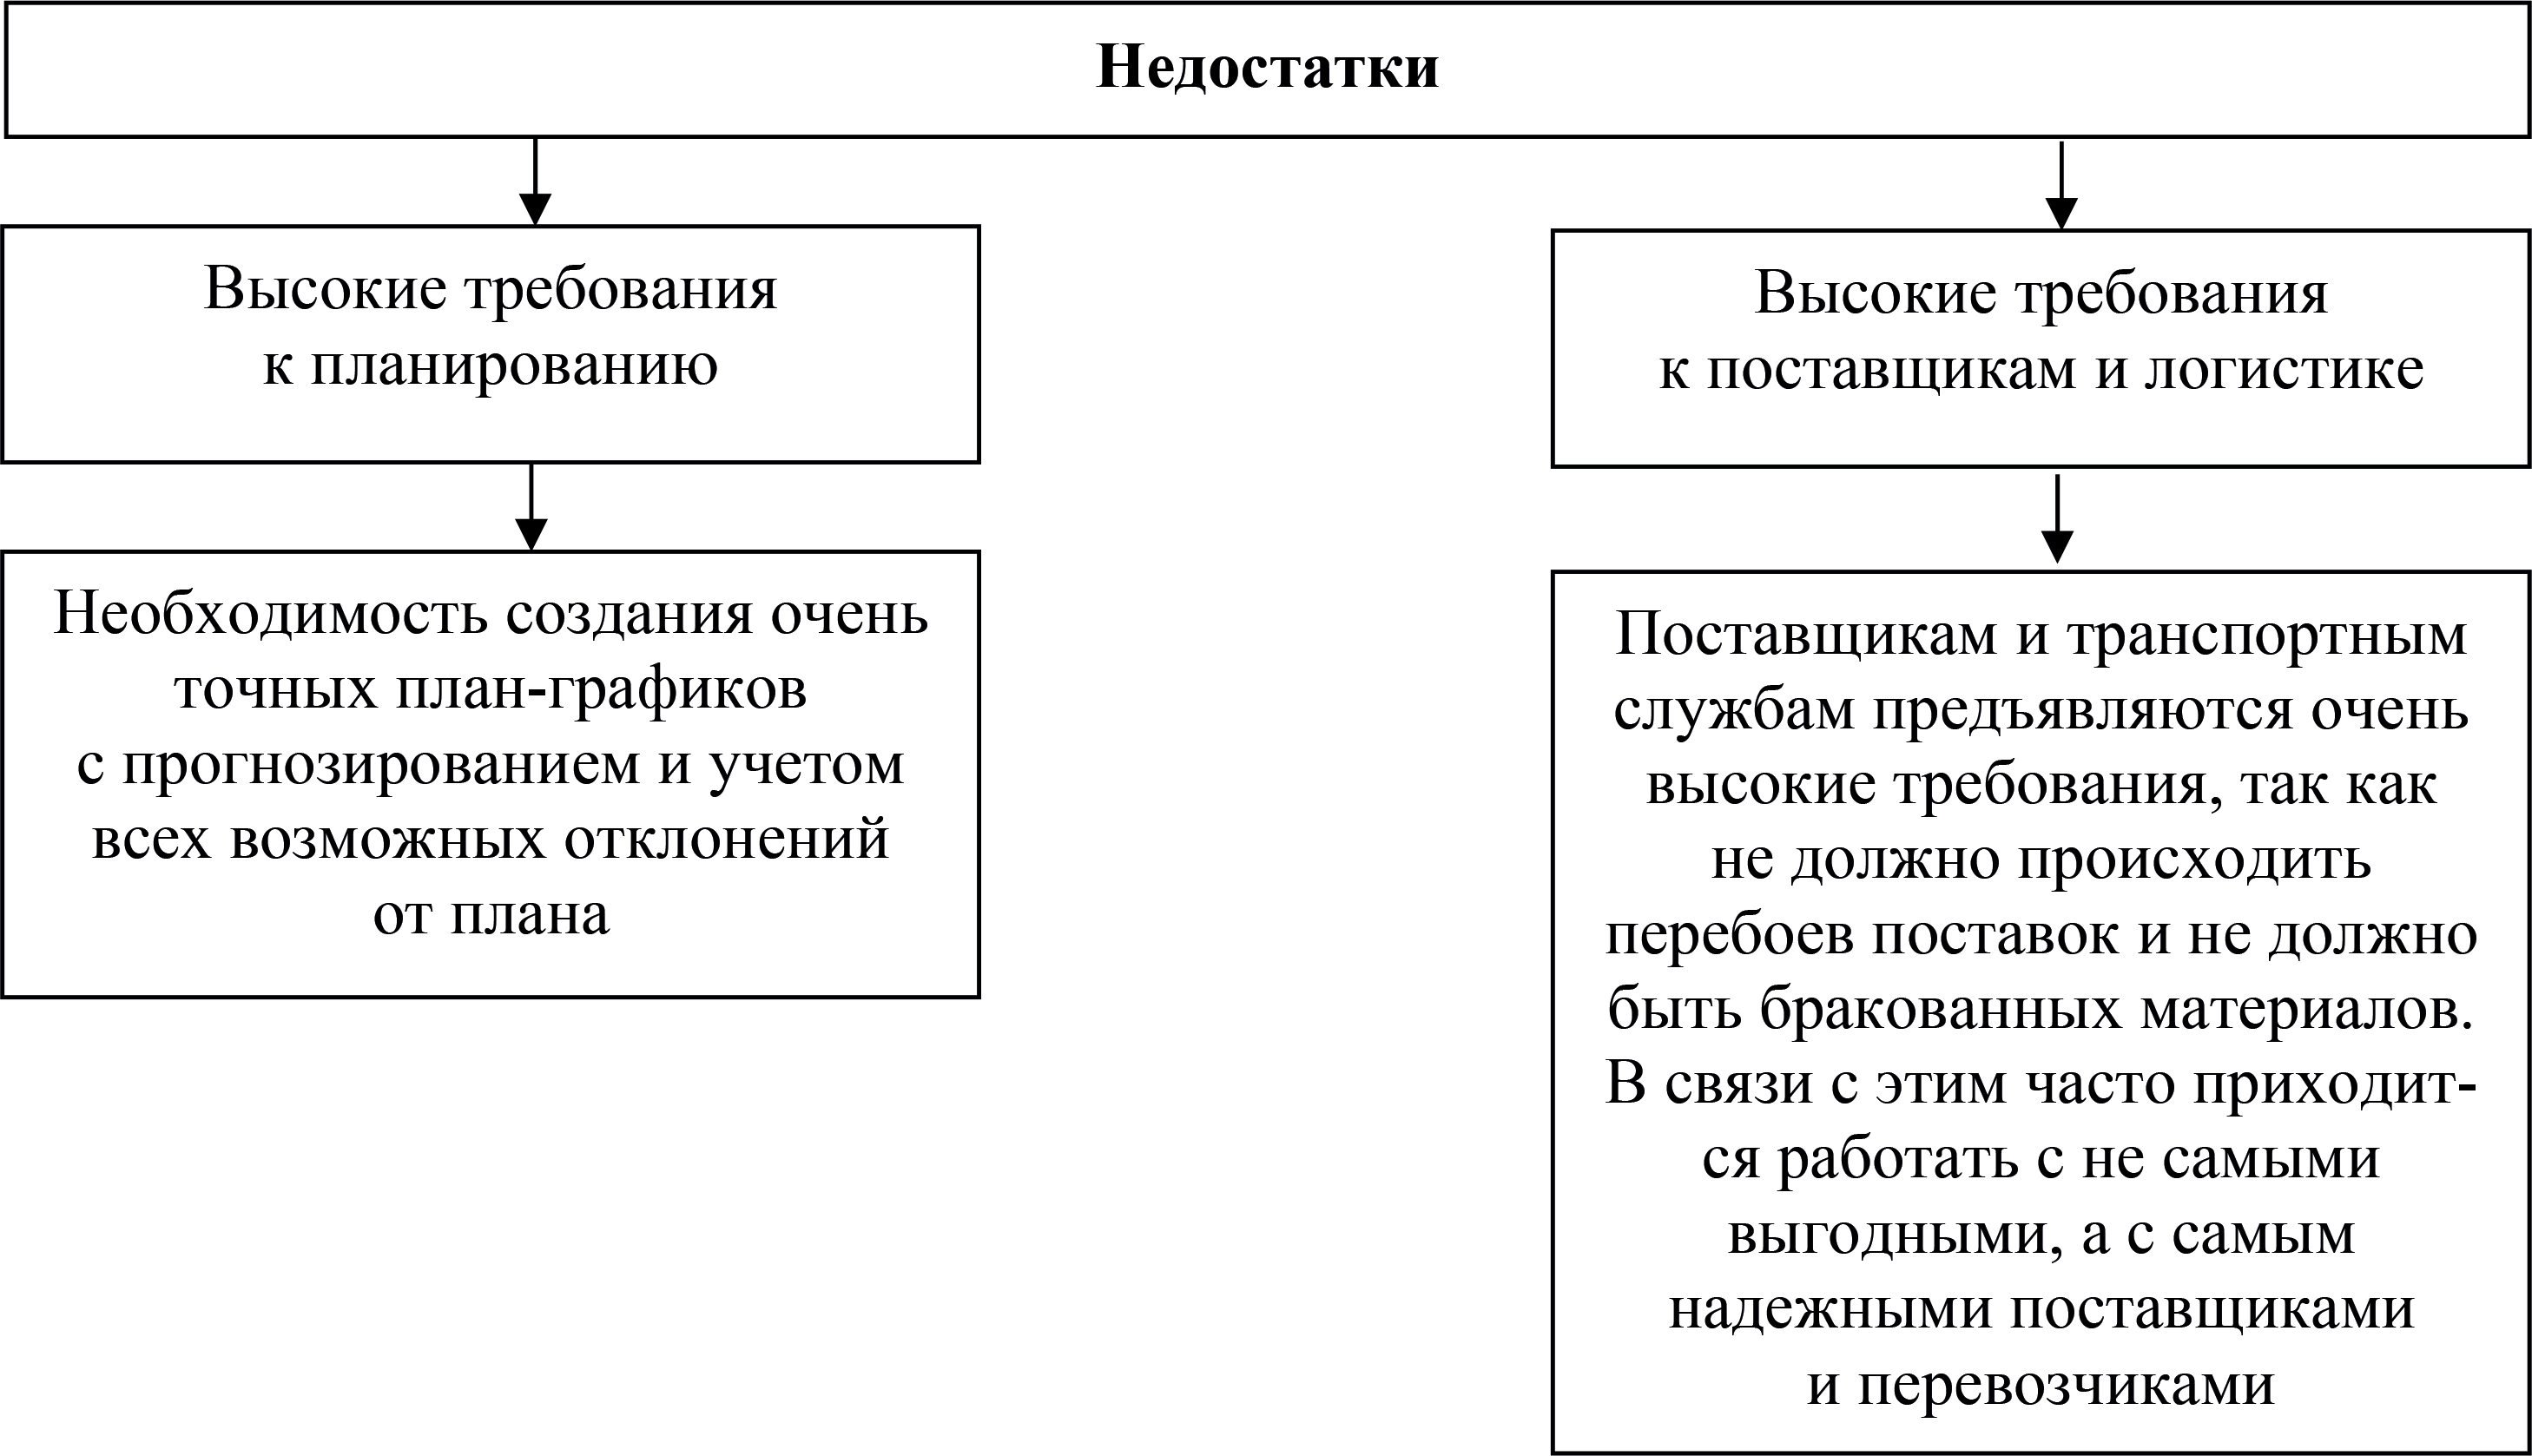 Недостатки
Высокие требования
к планированию
Необходимость создания очень
точных план-графиков
с прогнозированием и учетом
всех возможных отклонений
от плана
Высокие требования
к поставщикам и логистике
Поставщикам и транспортным
службам предъявляются очень
высокие требования, так как
не должно происходить
перебоев поставок и не должно
быть бракованных материалов.
В связи с этим часто приходит-
ся работать с не самыми
выгодными, а с самым
надежными поставщиками
и перевозчиками